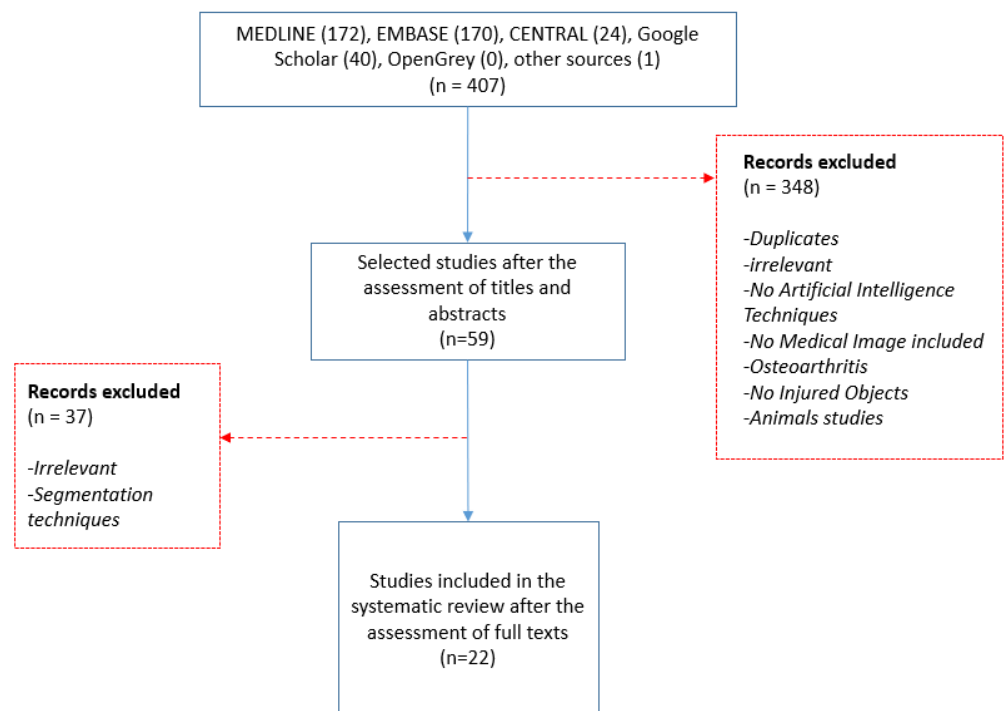 MEDLINE (172), EMBASE (170), CENTRAL (24), Google
Scholar (40), OpenGrey (0), other sources (1)
(n = 407)
Records excluded
(n = 348)
-Duplicates
-irrelevant
-No Artificial Intelligence
Techniques
-No Medical Image included
-Osteoarthritis
-No Injured Objects
-Animals studies
Selected studies after the
assessment of titles and
abstracts
(n=59)
Records excluded
(n = 37)
-Irrelevant
-Segmentation
techniques
Studies included in the
systematic review after the
assessment of full texts
(n=22)